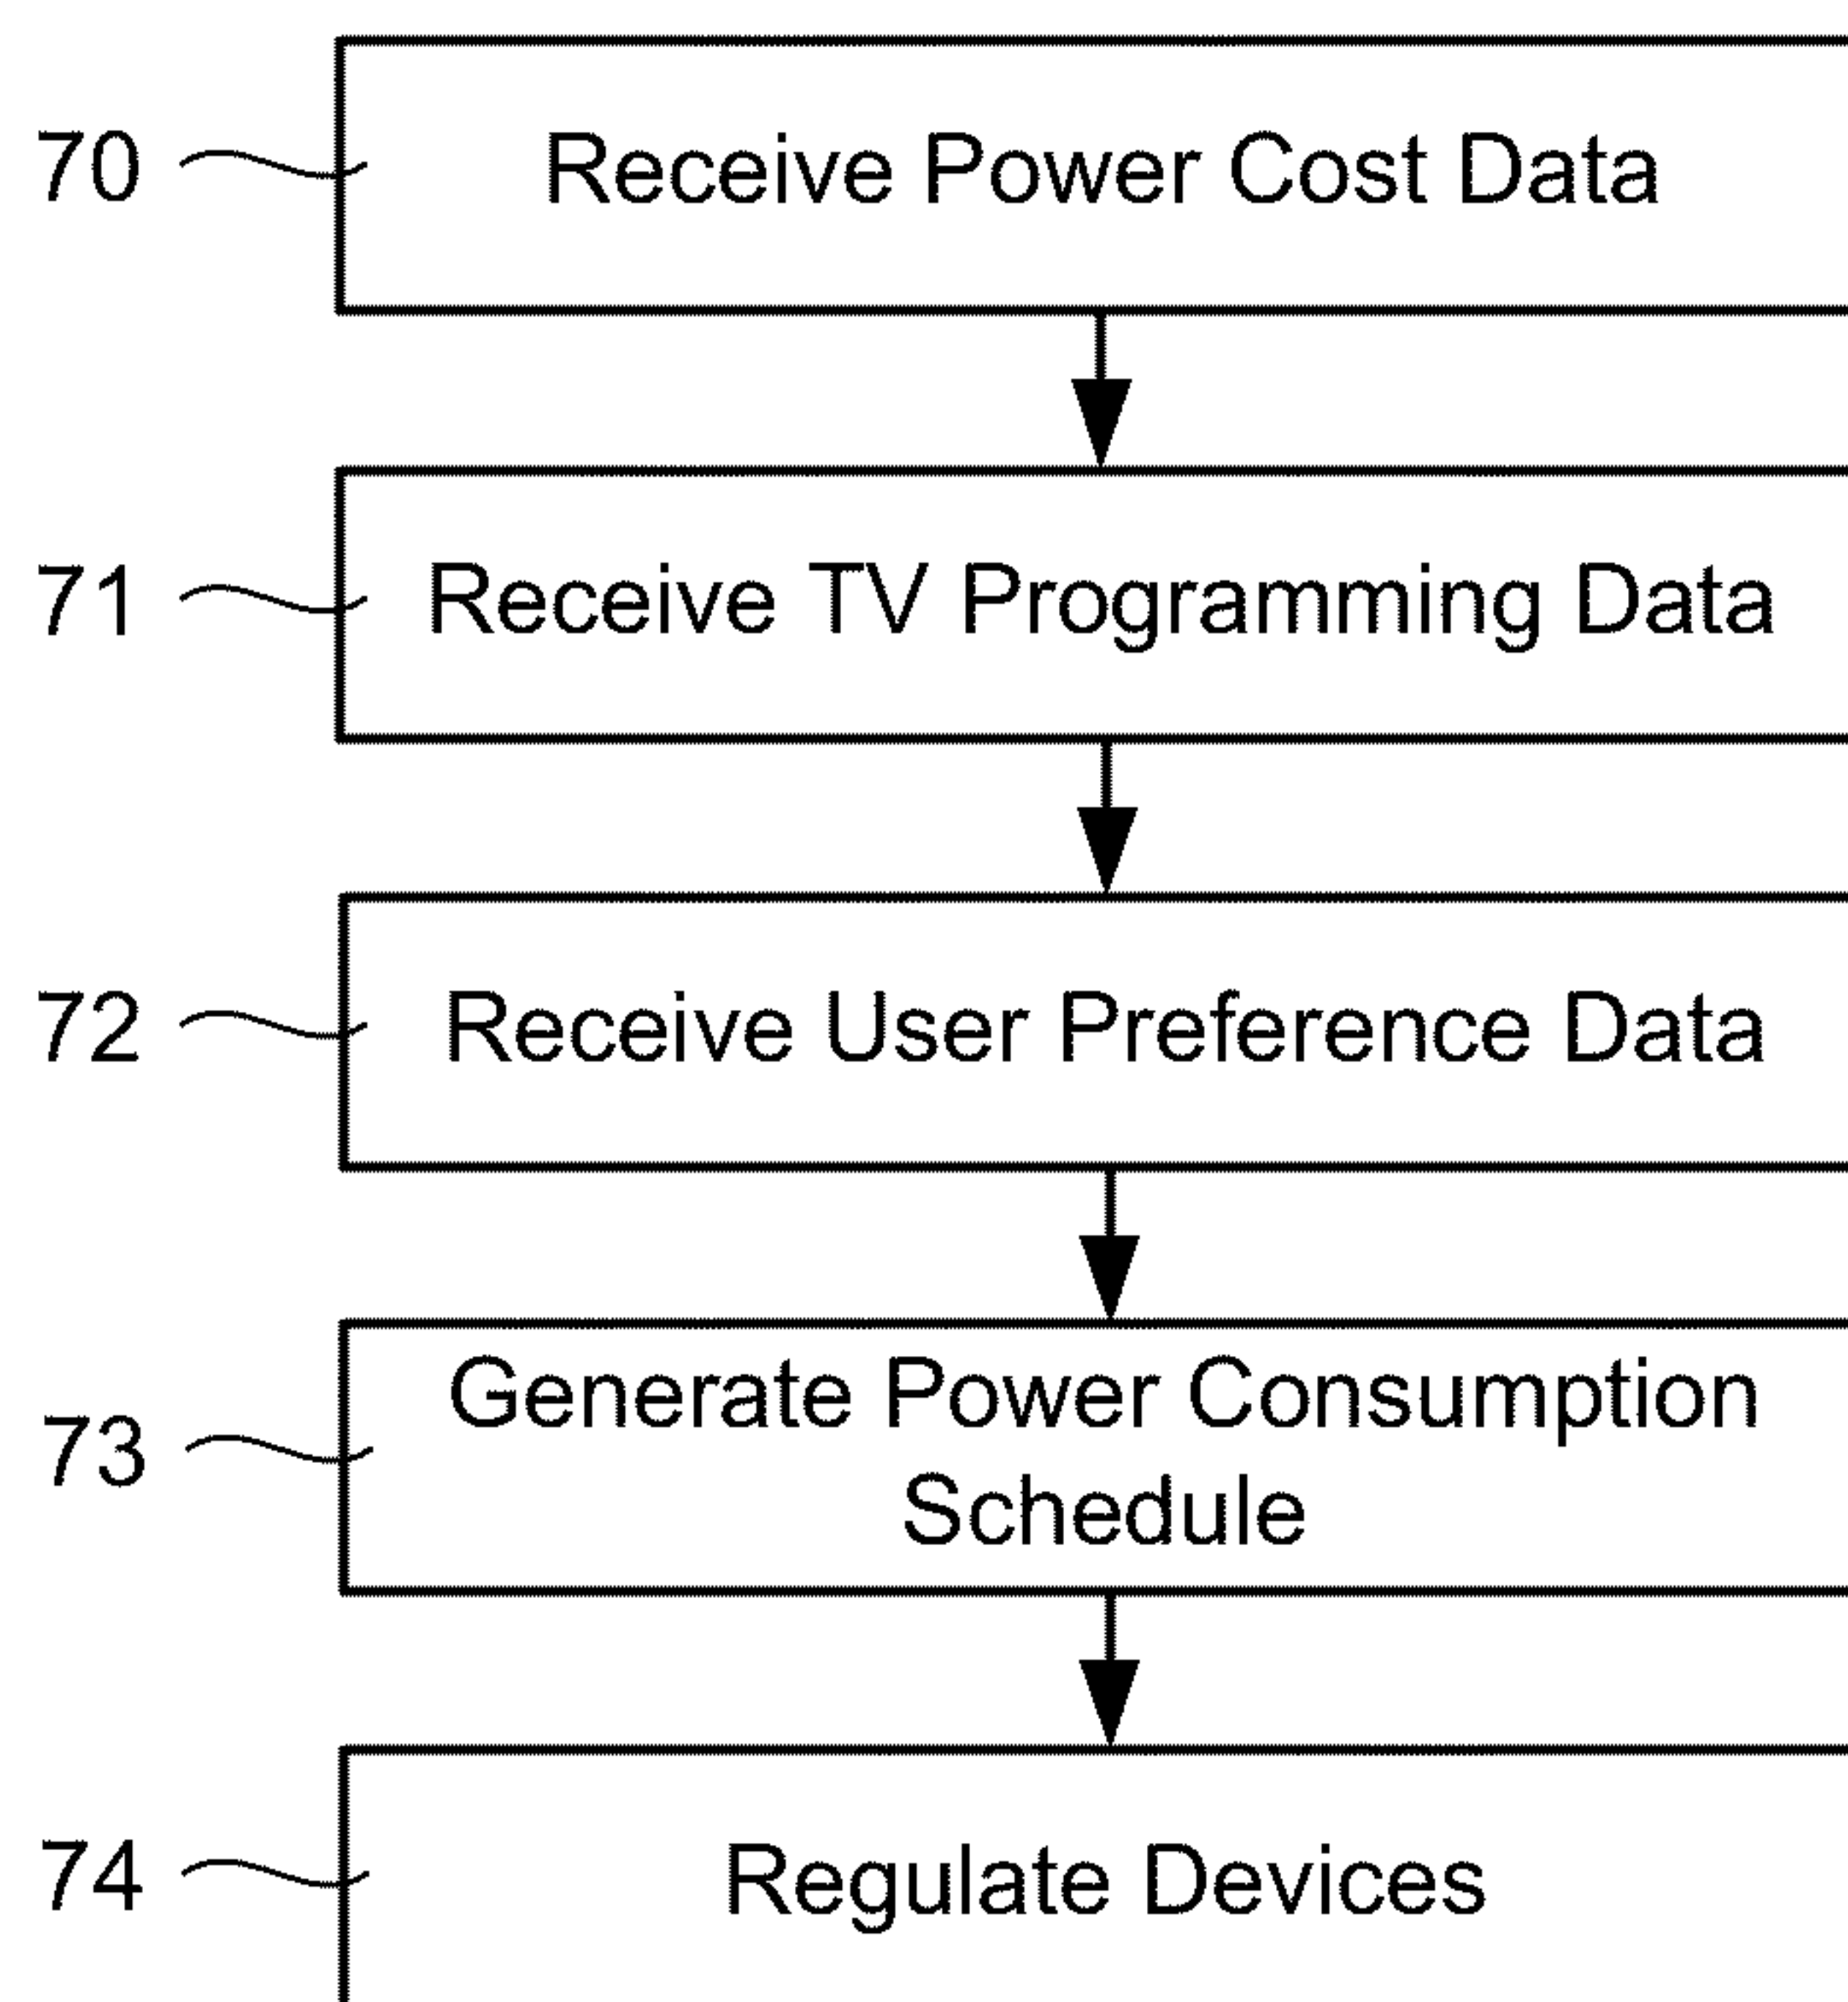 70 Receive Power Cost Data
71 Receive TV Programming Data
72 Receive User Preference Data
Generate Power Consumption
73
Schedule
74 Regulate Devices